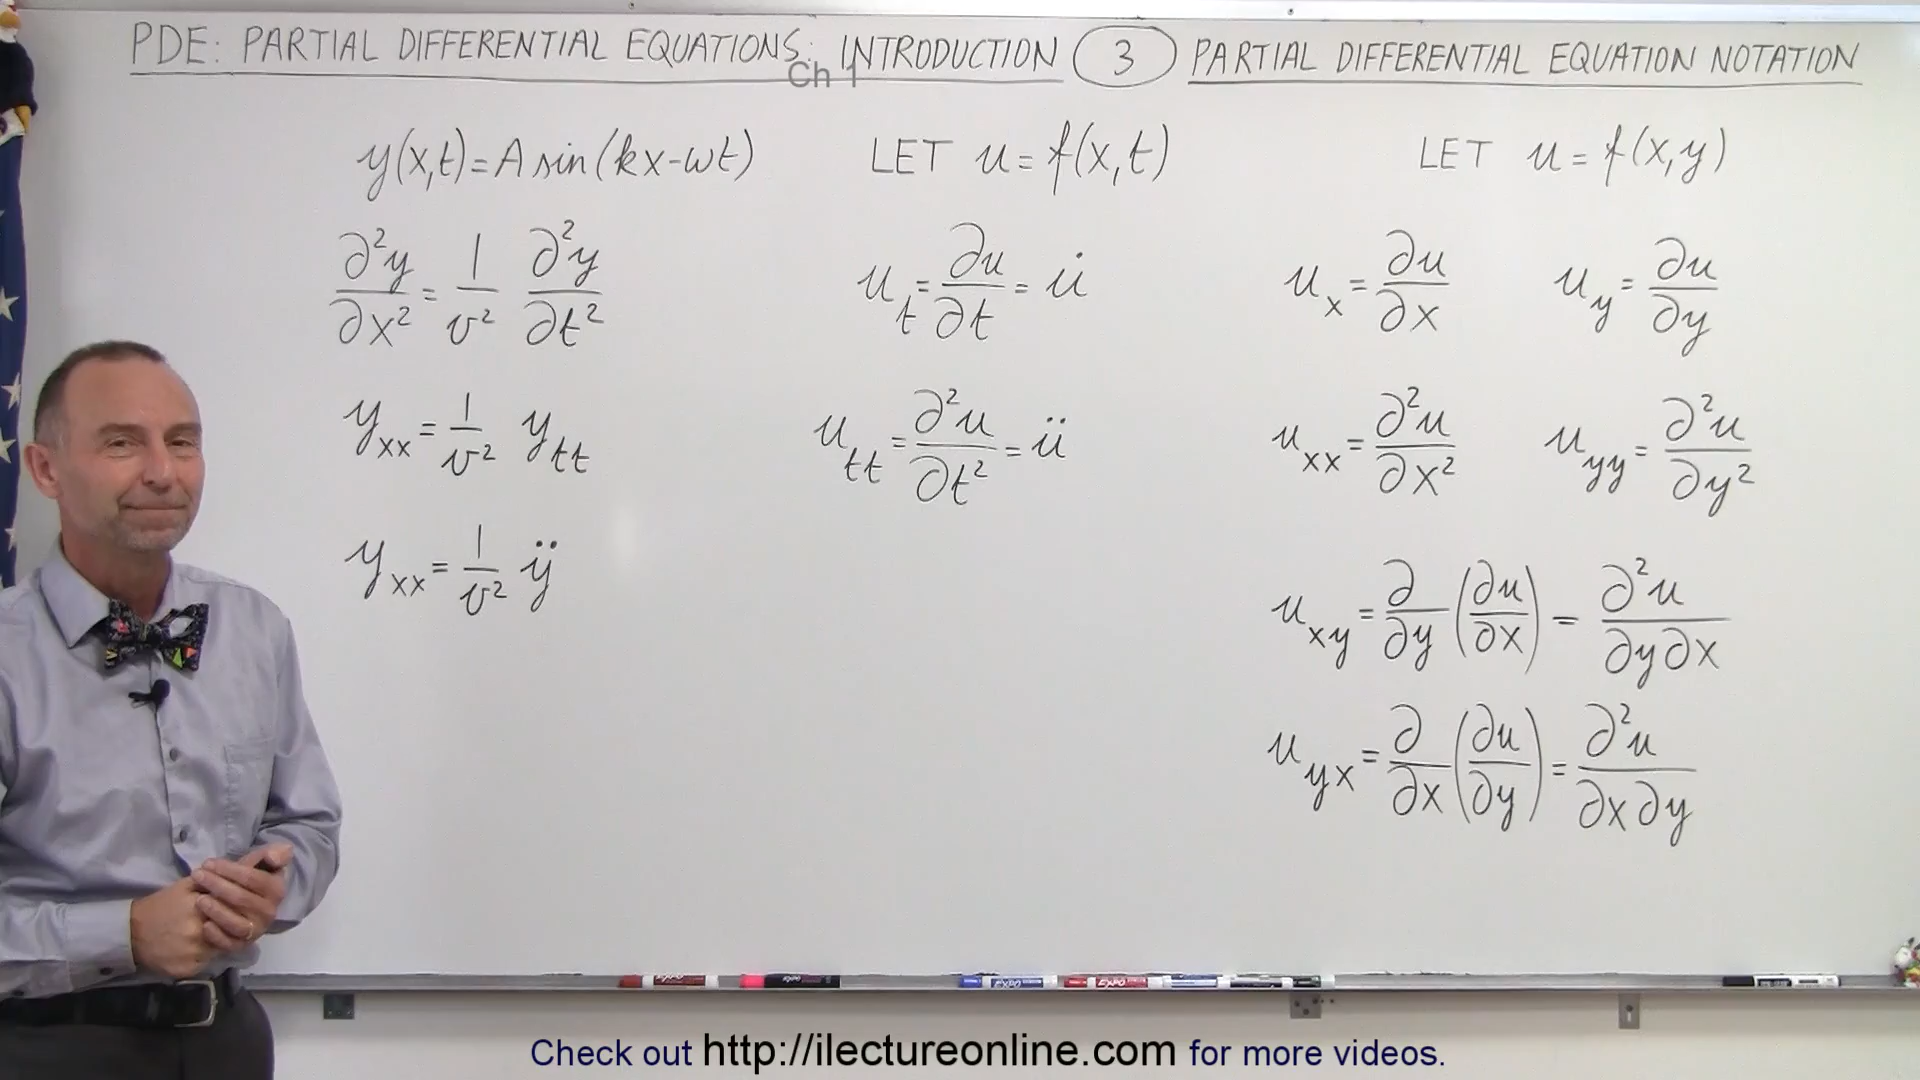 PDE: PARTIAL DIFFERENTIAL EQUATIONS: INTRODUCTION 3 PARTIAL DIFFERENTIAL EQUATION NOTATION
Ch 1
y(x,t)=A sin(kx-ωt)
∂²y/∂x² = 1/v² ∂²y/∂t²
y_xx = 1/v² y_tt
y_xx = 1/v² ÿ
LET u=f(x,t)
u_t = ∂u/∂t = u̇
u_tt = ∂²u/∂t² = ü
LET u=f(x,y)
u_x = ∂u/∂x u_y = ∂u/∂y
u_xx = ∂²u/∂x² u_yy = ∂²u/∂y²
u_xy = ∂/∂y (∂u/∂x) = ∂²u/∂y∂x
u_yx = ∂/∂x (∂u/∂y) = ∂²u/∂x∂y
EXPO
Check out http://ilectureonline.com for more videos.